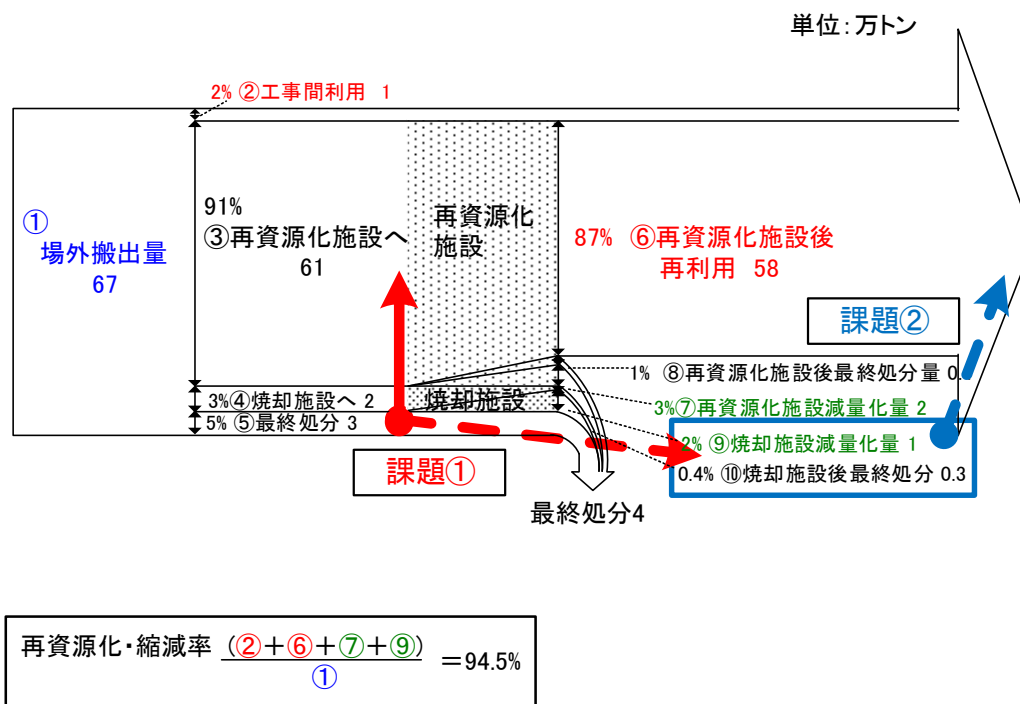 単位:万トン
2% ②工事間利用 1
①
場外搬出量
67
91%
③再資源化施設へ
61
再資源化
施設
87% ⑥再資源化施設後
再利用 58
課題②
1% ⑧再資源化施設後最終処分量 0.
3%④焼却施設へ 2
焼却施設
3%⑦再資源化施設減量化量 2
5% ⑤最終処分 3
2% ⑨焼却施設減量化量 1
課題①
0.4% ⑩焼却施設後最終処分 0.3
最終処分4
再資源化・縮減率 (②+⑥+⑦+⑨) =94.5%
①